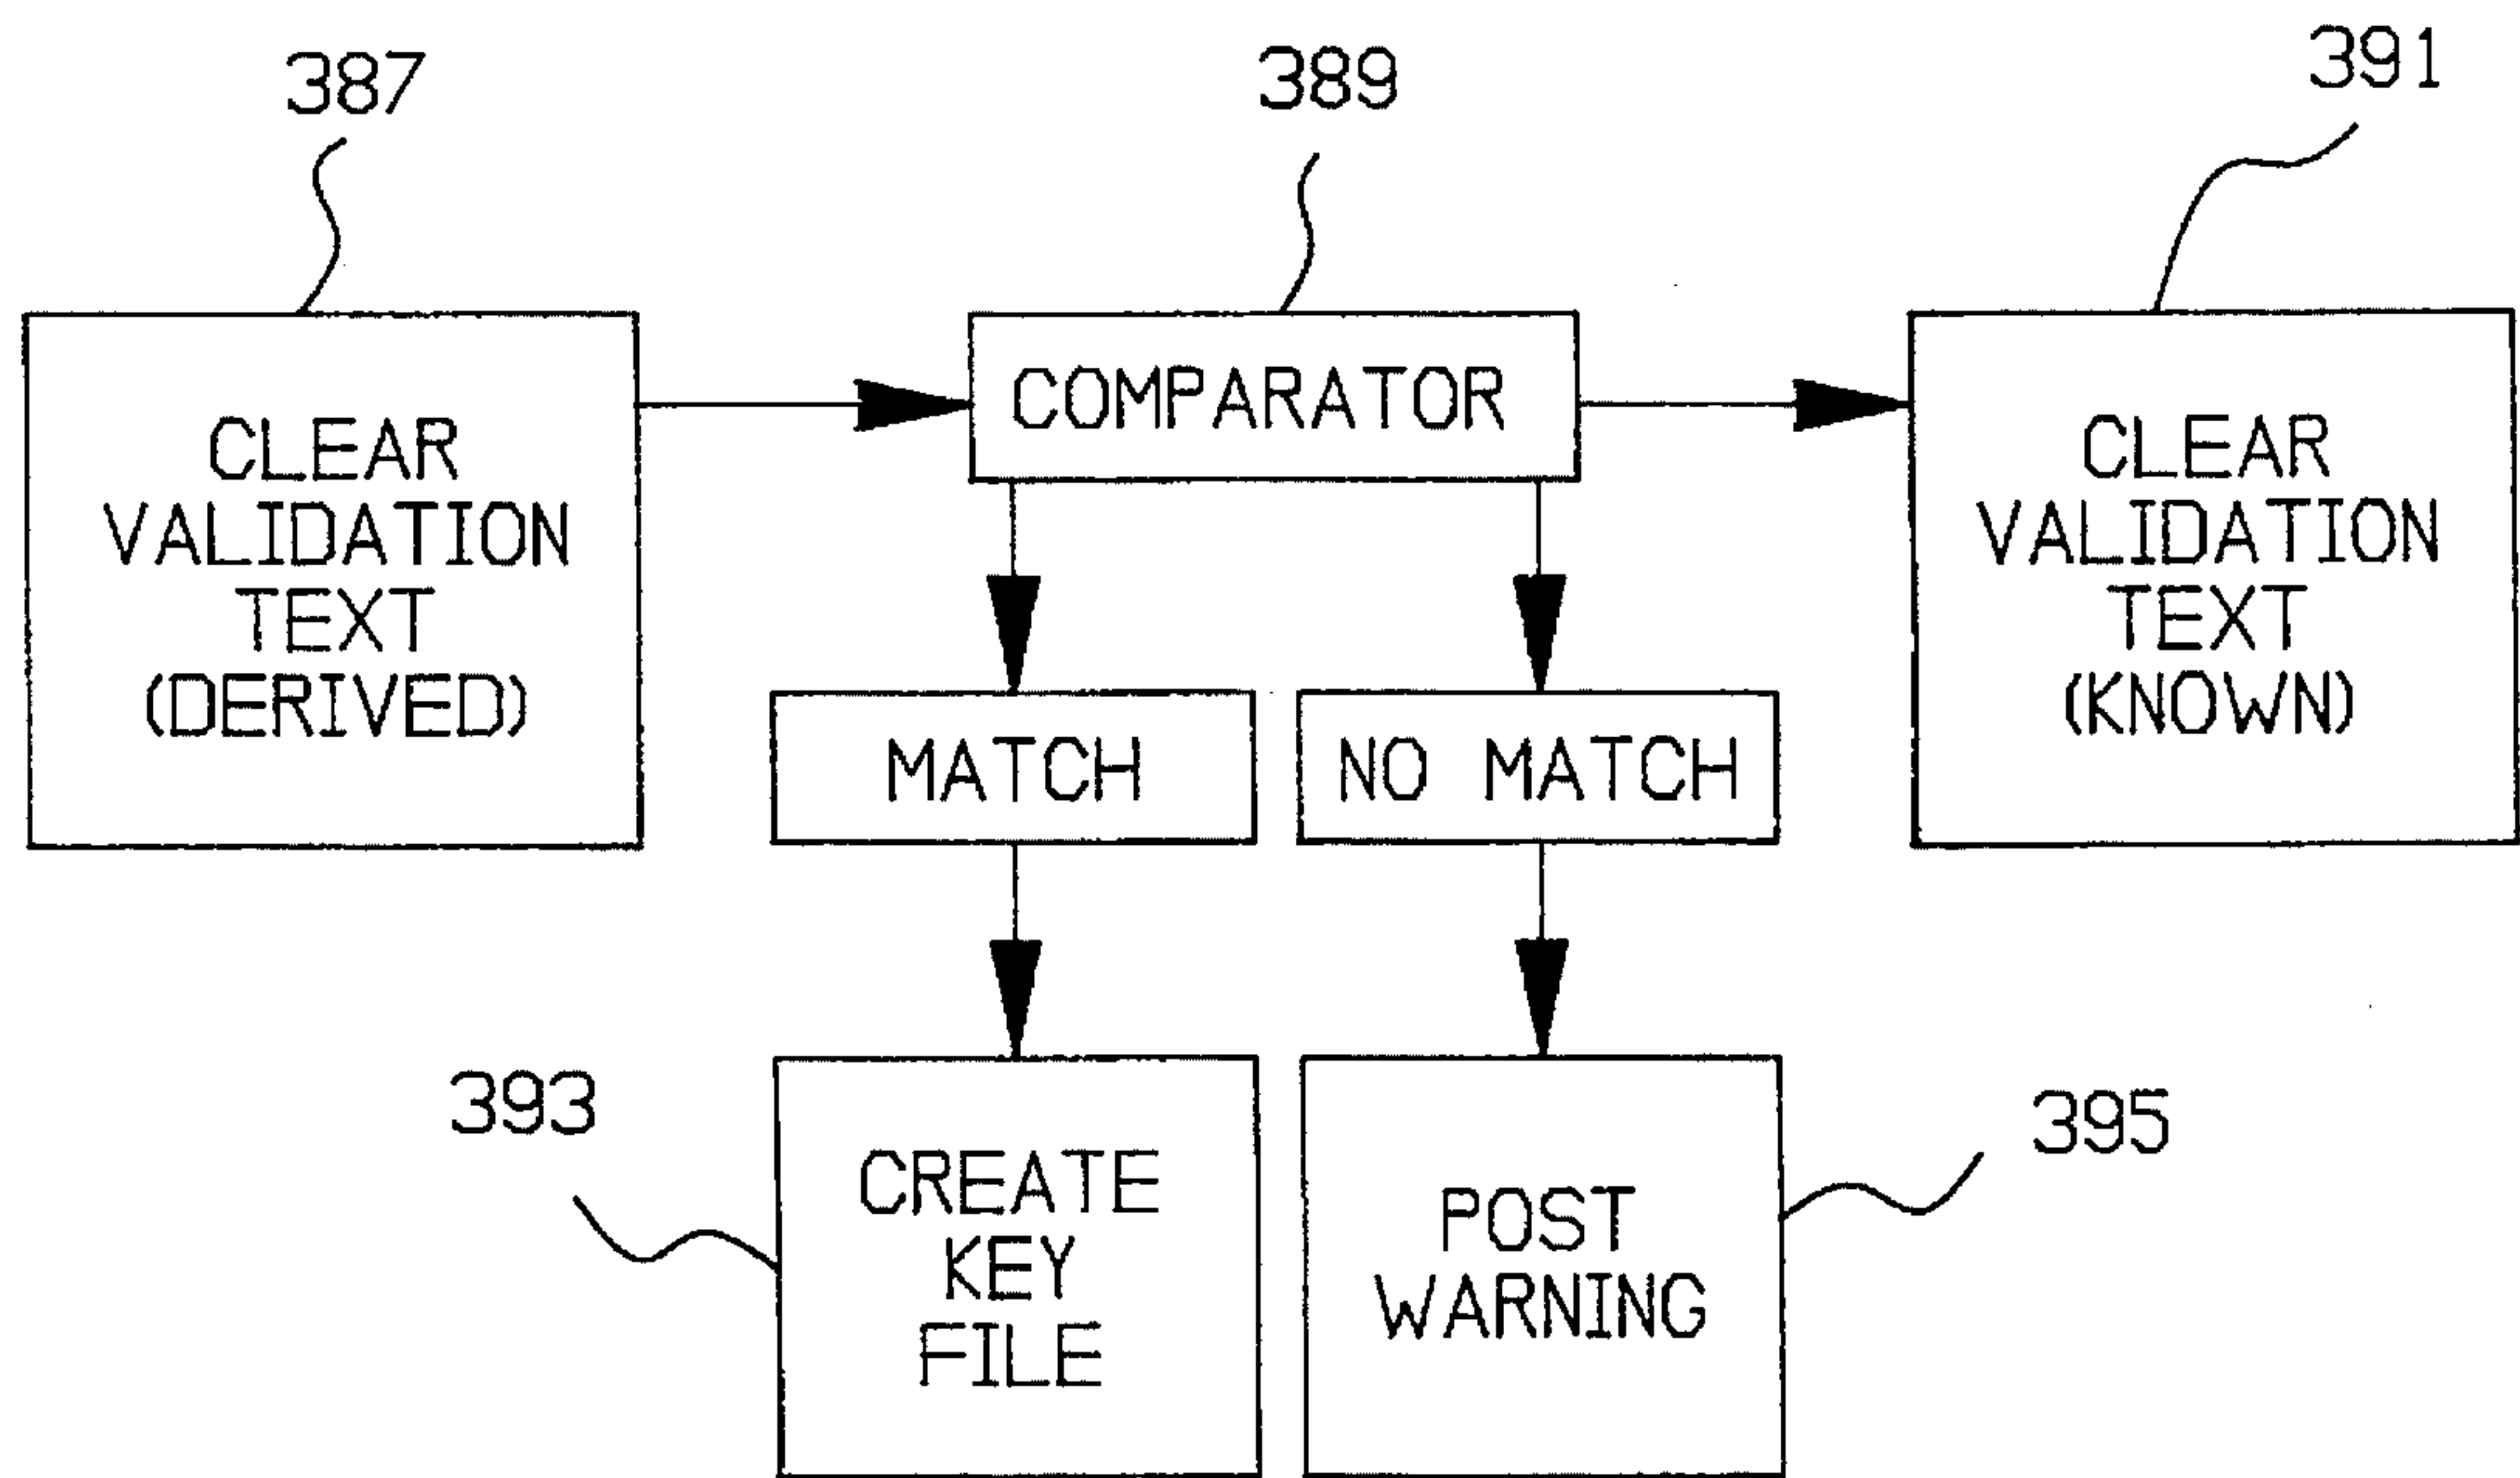 387
389
391
CLEAR
VALIDATION
TEXT
(DERIVED)
COMPARATOR
CLEAR
VALIDATION
TEXT
(KNOWN)
MATCH
NO MATCH
393
CREATE
KEY
FILE
POST
WARNING
395